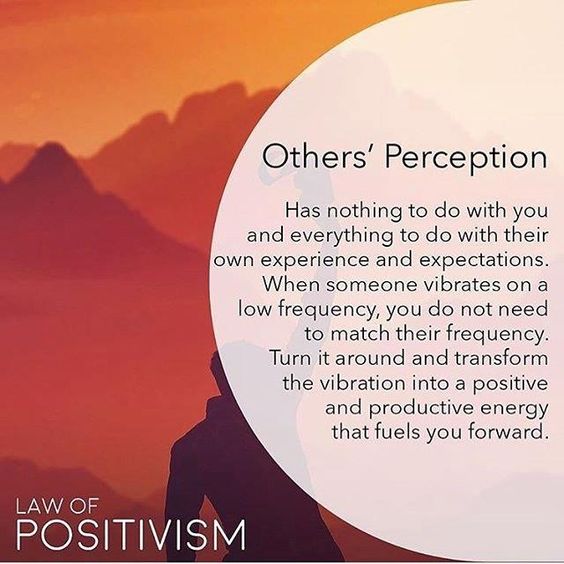 Others' Perception
Has nothing to do with you
and everything to do with their
own experience and expectations.
When someone vibrates on a
low frequency, you do not need
to match their frequency.
Turn it around and transform
the vibration into a positive
and productive energy
that fuels you forward.
LAW OF
POSITIVISM